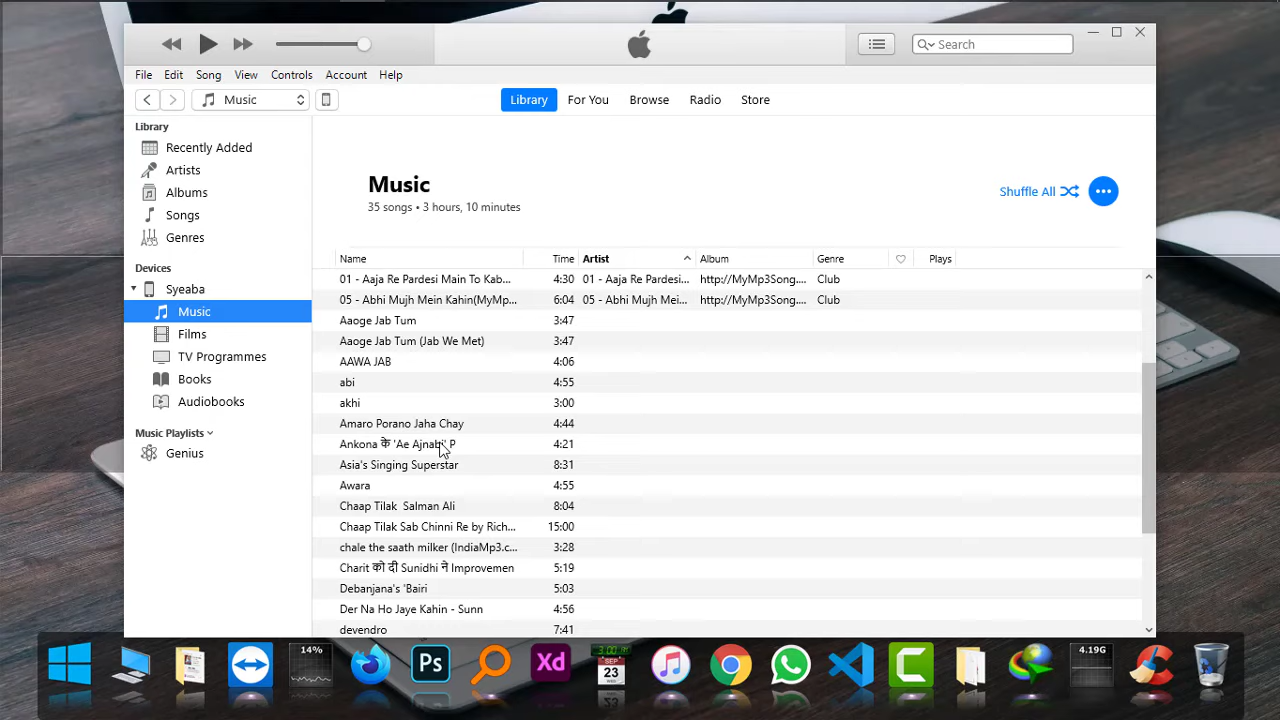 Search
File Edit Song View Controls Account Help
Music
Library For You Browse Radio Store
Library
Recently Added
Artists
Albums
Songs
Genres
Devices
Syeaba
Music
Films
TV Programmes
Books
Audiobooks
Music Playlists
Genius
Music
35 songs • 3 hours, 10 minutes
Shuffle All
Name Time Artist Album Genre Plays
01 - Aaja Re Pardesi Main To Kab... 4:30 01 - Aaja Re Pardesi... http://MyMp3Song.... Club
05 - Abhi Mujh Mein Kahin(MyMp... 6:04 05 - Abhi Mujh Mei... http://MyMp3Song.... Club
Aaoge Jab Tum 3:47
Aaoge Jab Tum (Jab We Met) 3:47
AAWA JAB 4:06
abi 4:55
akhi 3:00
Amaro Porano Jaha Chay 4:44
Ankona के 'Ae Ajnabi' P 4:21
Asia's Singing Superstar 8:31
Awara 4:55
Chaap Tilak Salman Ali 8:04
Chaap Tilak Sab Chinni Re by Rich... 15:00
chale the saath milker (IndiaMp3.c... 3:28
Charit को दी Sunidhi ने Improvemen 5:19
Debanjana's 'Bairi 5:03
Der Na Ho Jaye Kahin - Sunn 4:56
devendro 7:41
14%
Ps
Xd
3:00
SEP
23
4.19G